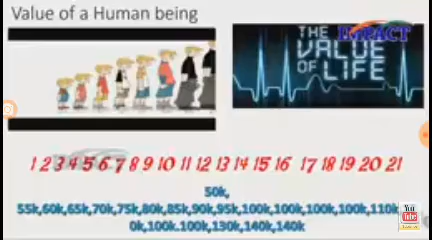 Value of a Human being
IMPACT
THE
VALUE
OF
LIFE
1 2 3 4 5 6 7 8 9 10 11 12 13 14 15 16 17 18 19 20 21
50k,
55k,60k,65k,70k,75k,80k,85k,90k,95k,100k,100k,100k,100k,110k
0k,100k.100k,130k,140k,140k
You
Tube